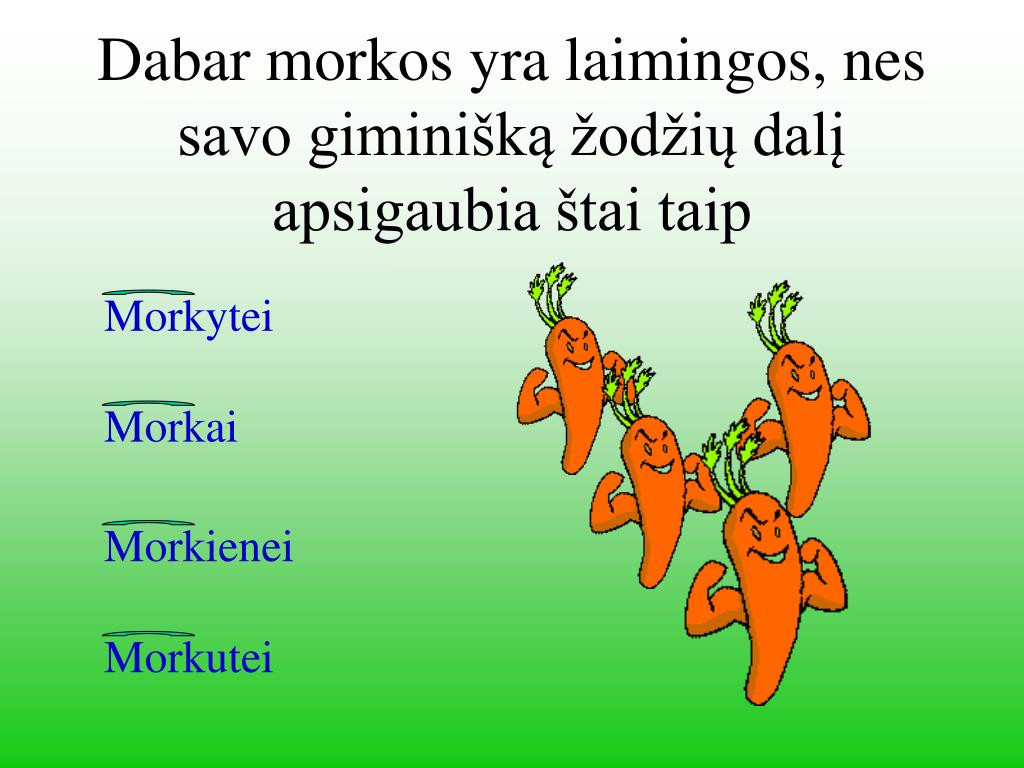 Dabar morkos yra laimingos, nes
savo giminišką žodžių dalį
apsigaubia štai taip
Morkytei
Morkai
Morkienei
Morkutei